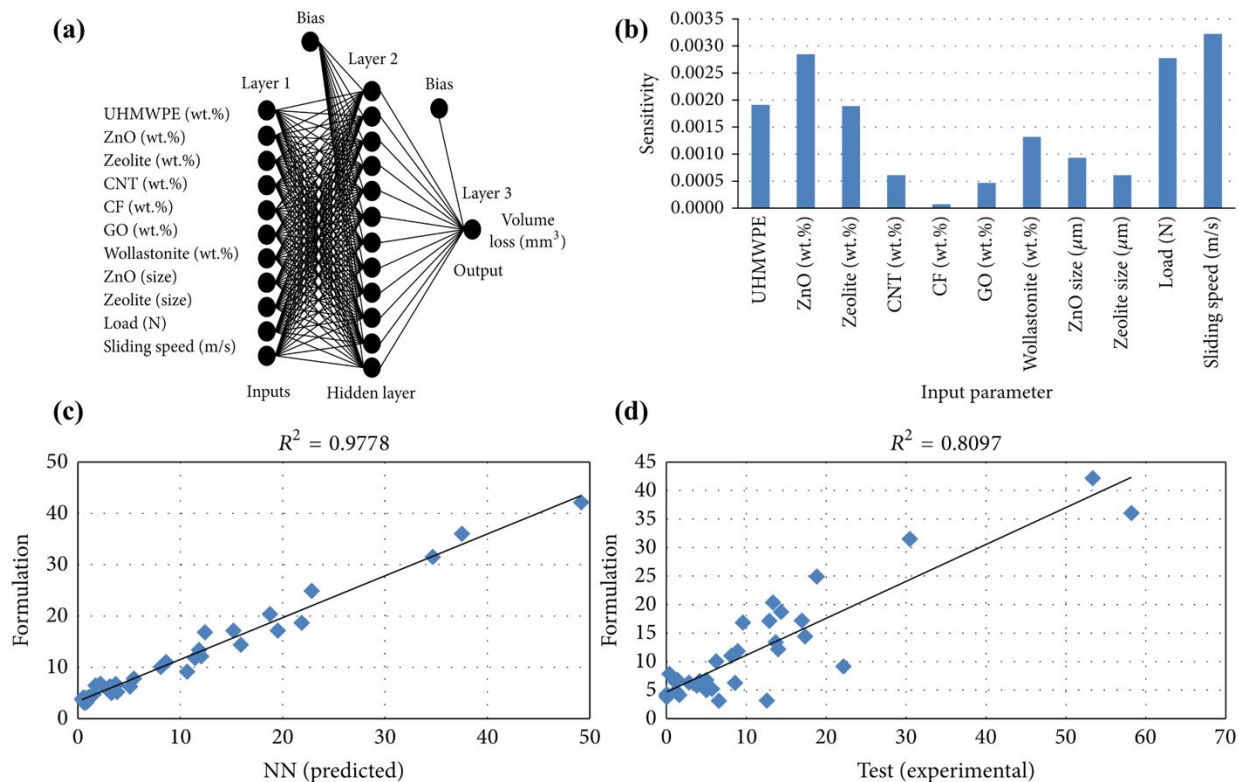 (a)
Bias
Layer 2
Layer 1
Bias
UHMWPE (wt.%)
ZnO (wt.%)
Zeolite (wt.%)
CNT (wt.%)
CF (wt.%)
GO (wt.%)
Wollastonite (wt.%)
ZnO (size)
Zeolite (size)
Load (N)
Sliding speed (m/s)
Layer 3
Volume
loss (mm³)
Output
Inputs
Hidden layer
(b)
Sensitivity
0.0035
0.0030
0.0025
0.0020
0.0015
0.0010
0.0005
0.0000
UHMWPE
ZnO (wt.%)
Zeolite (wt.%)
CNT (wt.%)
CF (wt.%)
GO (wt.%)
Wollastonite (wt.%)
ZnO size (μm)
Zeolite size (μm)
Load (N)
Sliding speed (m/s)
Input parameter
(c)
R² = 0.9778
Formulation
50
40
30
20
10
0
0 10 20 30 40 50
NN (predicted)
(d)
R² = 0.8097
Formulation
45
40
35
30
25
20
15
10
5
0
0 10 20 30 40 50 60 70
Test (experimental)